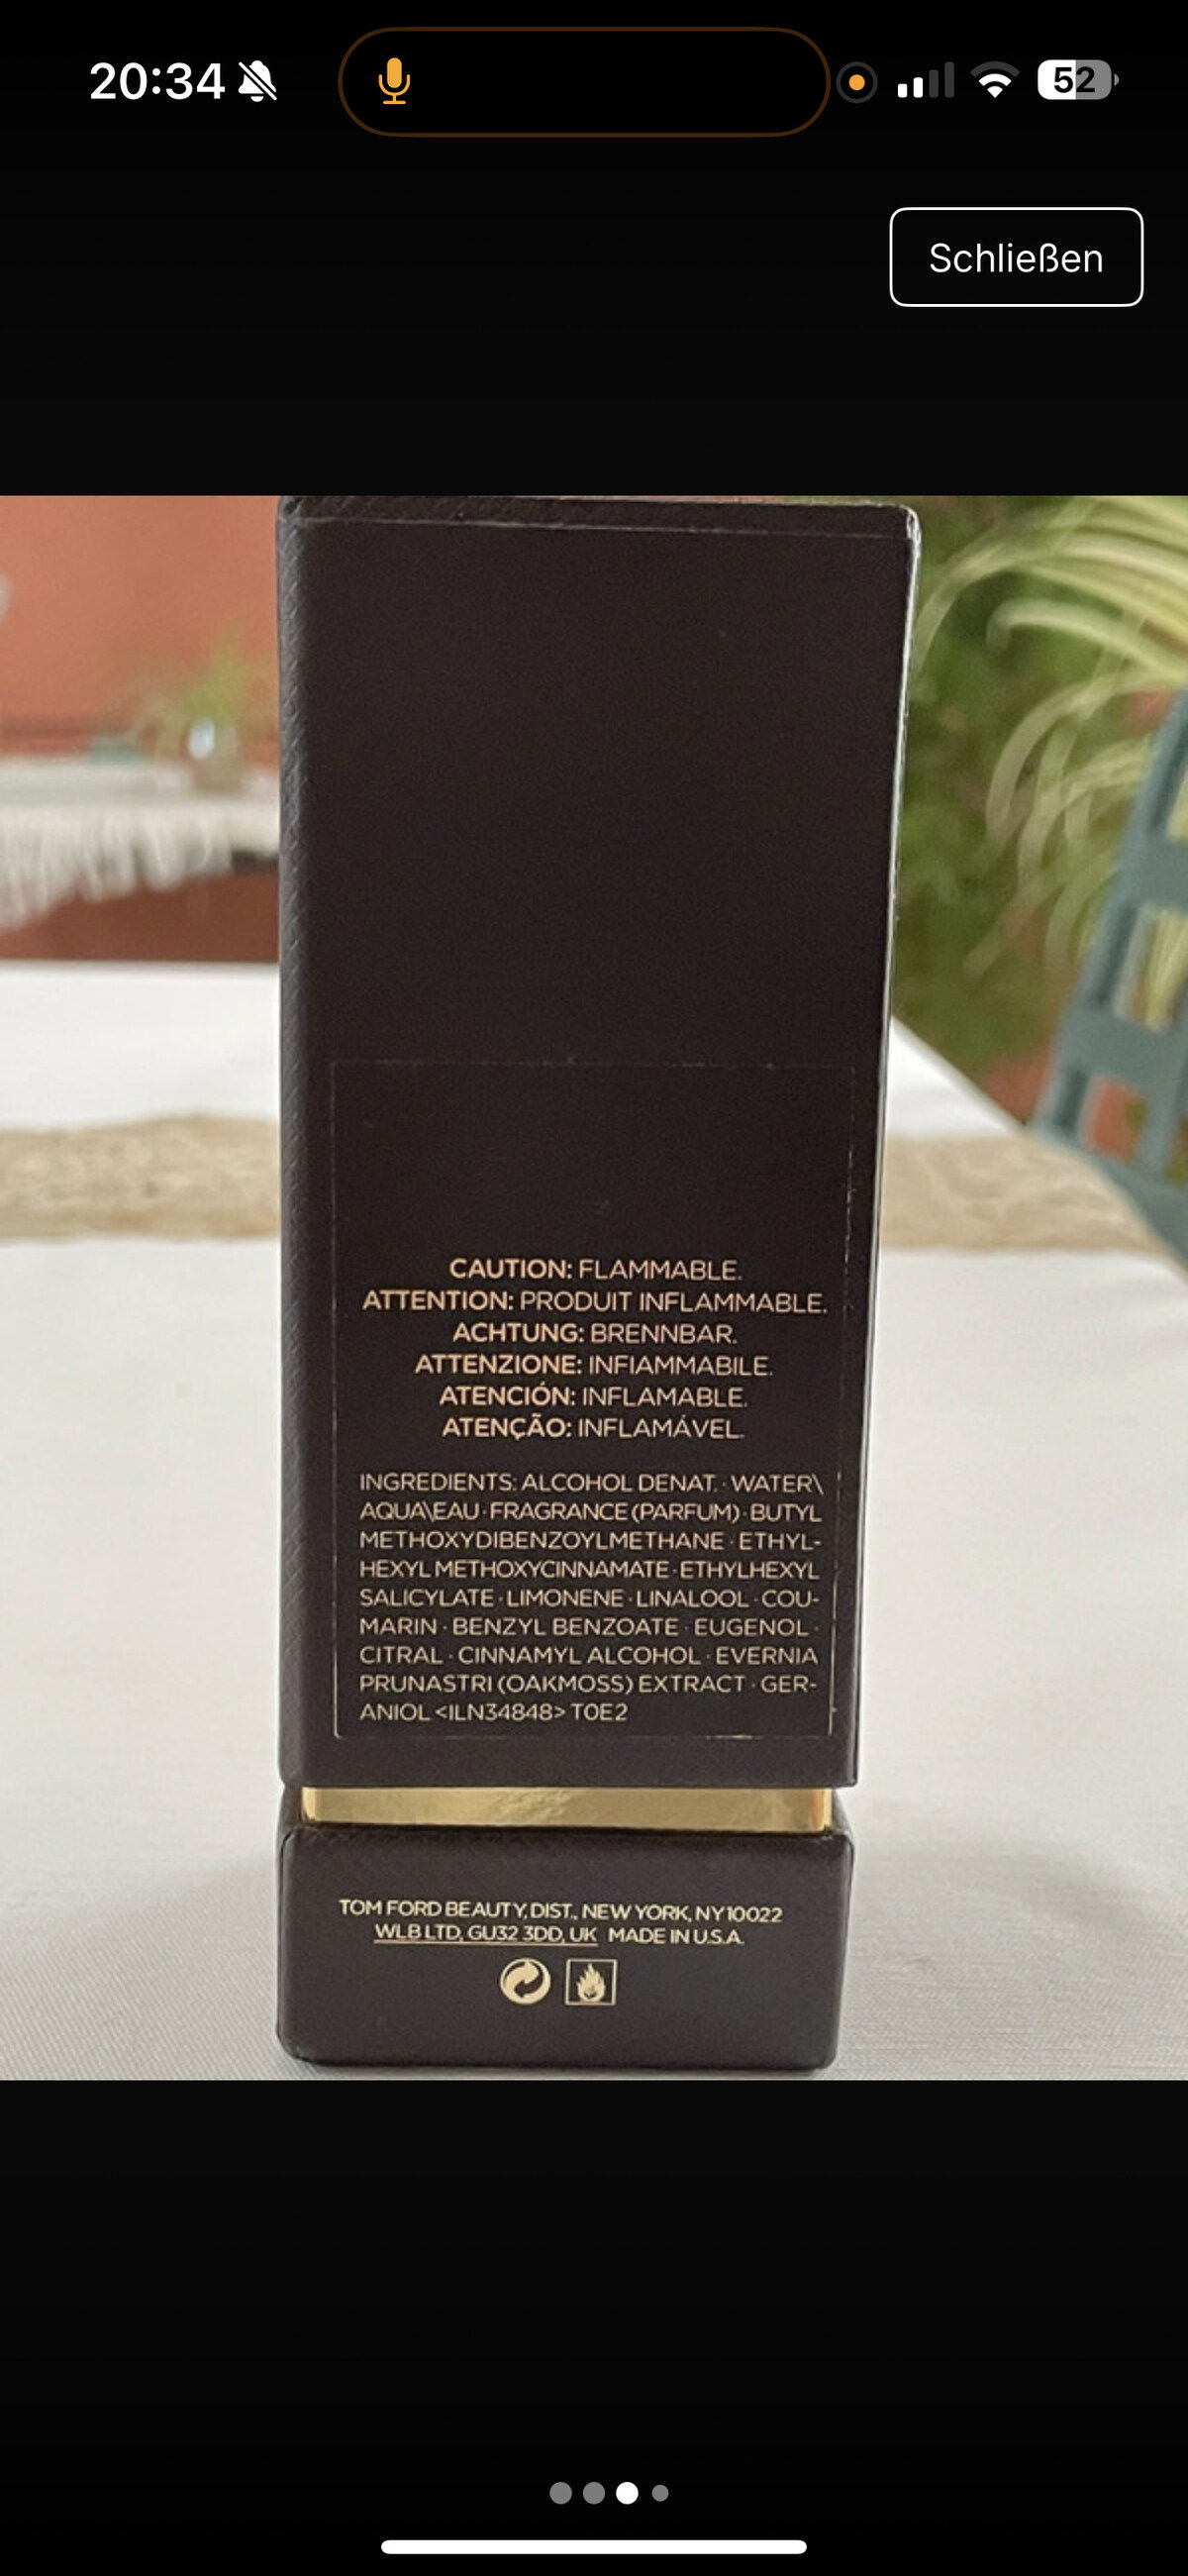 20:34
52
Schließen
CAUTION: FLAMMABLE.
ATTENTION: PRODUIT INFLAMMABLE.
ACHTUNG: BRENNBAR.
ATTENZIONE: INFIAMMABILE.
ATENCIÓN: INFLAMABLE.
ATENÇÃO: INFLAMÁVEL.
INGREDIENTS: ALCOHOL DENAT. · WATER\
AQUA\EAU · FRAGRANCE (PARFUM) · BUTYL
METHOXYDIBENZOYLMETHANE · ETHYL-
HEXYL METHOXYCINNAMATE · ETHYLHEXYL
SALICYLATE · LIMONENE · LINALOOL · COU-
MARIN · BENZYL BENZOATE · EUGENOL ·
CITRAL · CINNAMYL ALCOHOL · EVERNIA
PRUNASTRI (OAKMOSS) EXTRACT · GER-
ANIOL <ILN34848> T0E2
TOM FORD BEAUTY, DIST., NEW YORK, NY 10022
WLB LTD, GU32 3DD, UK MADE IN U.S.A.